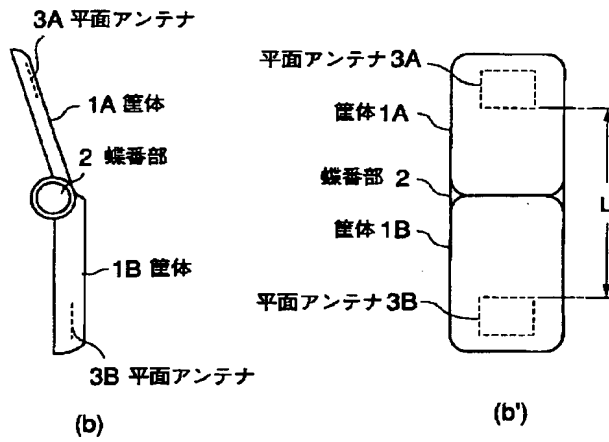 3A 平面アンテナ
1A 筐体
2 蝶番部
1B 筐体
3B 平面アンテナ
(b)
平面アンテナ 3A
筐体 1A
蝶番部 2
筐体 1B
平面アンテナ 3B
L
(b')